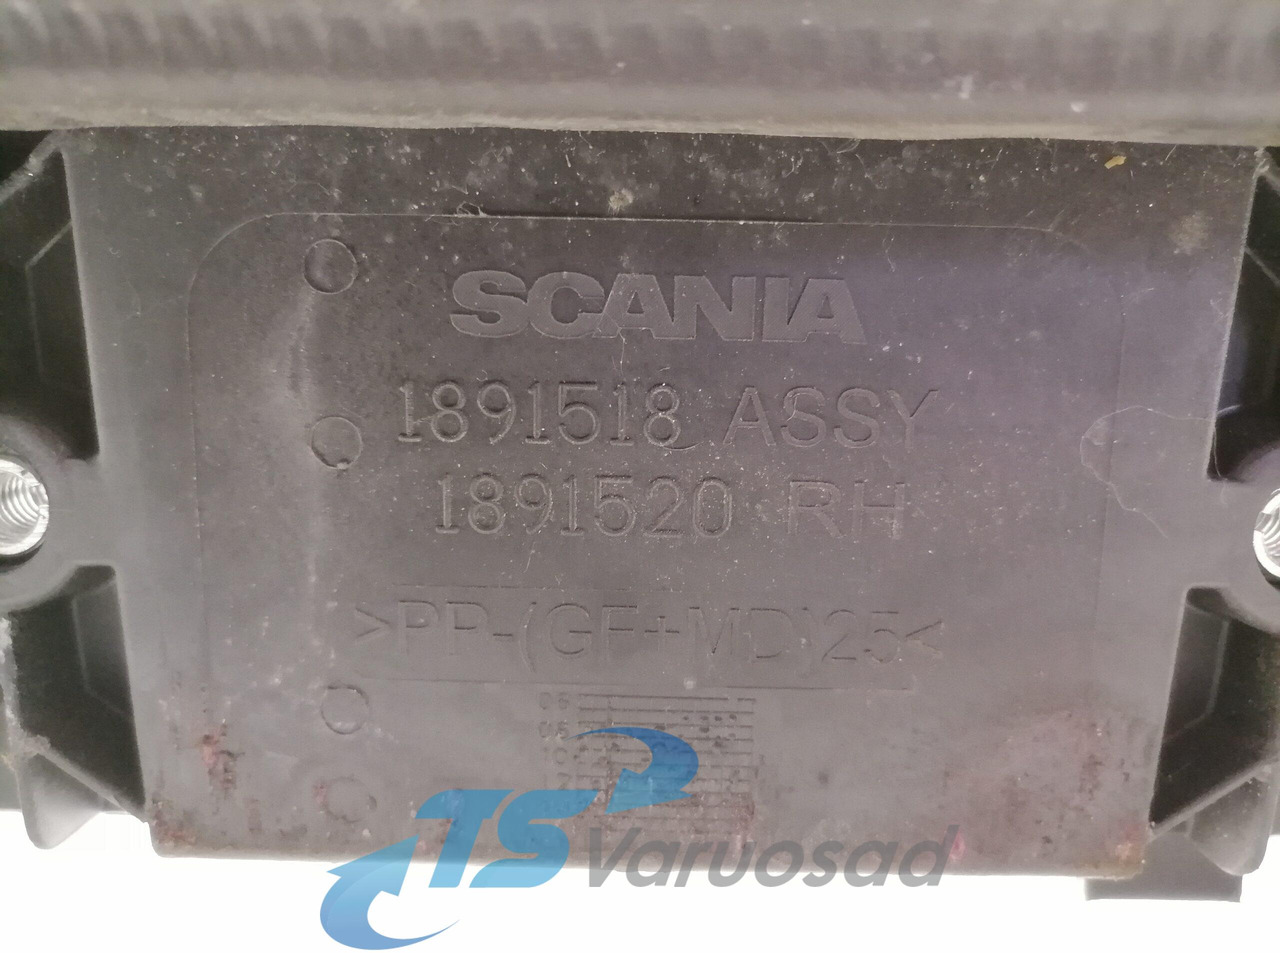 SCANIA
1891518 ASSY
1891520 RH
>PP-(GF+MD)25<
TS
Varuosad